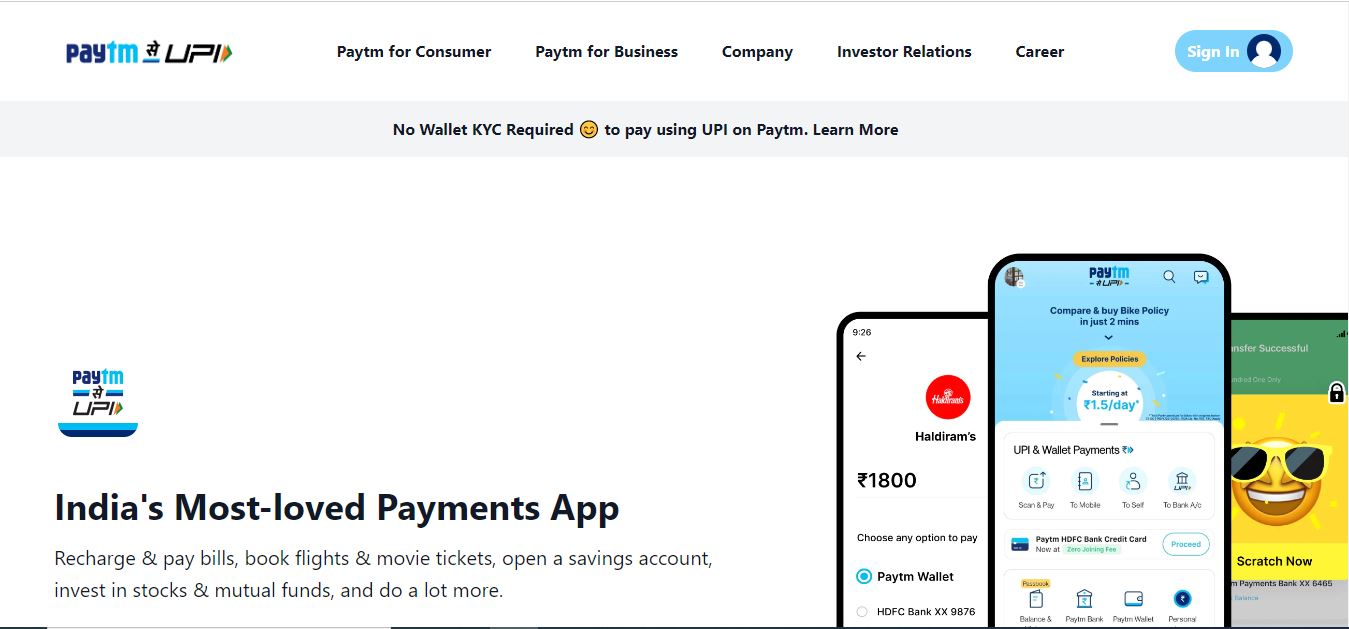 paytm से UPI
Paytm for Consumer
Paytm for Business
Company
Investor Relations
Career
Sign In
No Wallet KYC Required 😊 to pay using UPI on Paytm. Learn More
paytm
से
UPI
India's Most-loved Payments App
Recharge & pay bills, book flights & movie tickets, open a savings account,
invest in stocks & mutual funds, and do a lot more.
9:26
Haldiram's
Haldiram's
₹1800
Choose any option to pay
Paytm Wallet
HDFC Bank XX 9876
paytm
से UPI
Compare & buy Bike Policy
in just 2 mins
Explore Policies
Starting at
₹1.5/day*
UPI & Wallet Payments
Scan & Pay
To Mobile
To Self
UPI
To Bank A/c
Paytm HDFC Bank Credit Card
Now at Zero Joining Fee
Proceed
Passbook
Balance &
Paytm Bank
Paytm Wallet
Personal
nsfer Successful
undred One Only
Scratch Now
m Payments Bank XX 6465
Balance